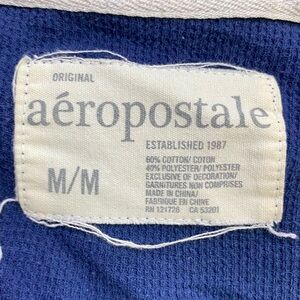 ORIGINAL
aéropostale
ESTABLISHED 1987
M/M
60% COTTON/ COTON
40% POLYESTER/ POLYESTER
EXCLUSIVE OF DECORATION/
GARNITURES NON COMPRISES
MADE IN CHINA/
FABRIQUE EN CHINE
RN 121726 CA 53201